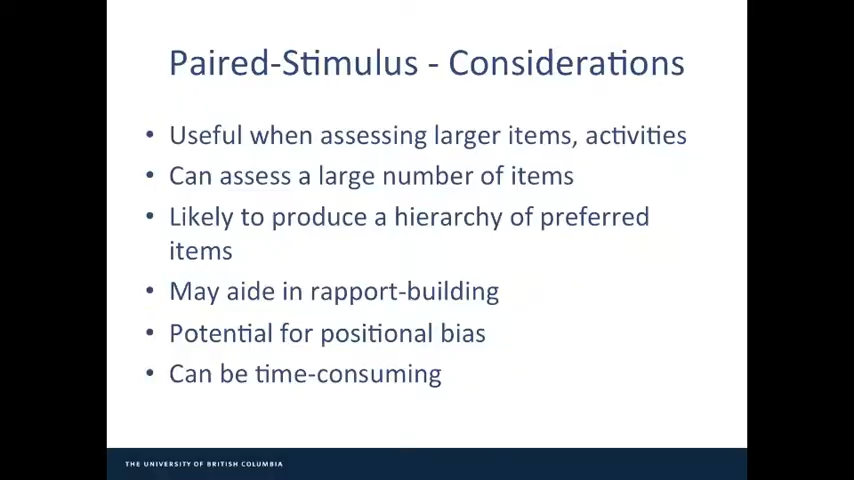 Paired-Stimulus - Considerations
• Useful when assessing larger items, activities
• Can assess a large number of items
• Likely to produce a hierarchy of preferred
items
• May aide in rapport-building
• Potential for positional bias
• Can be time-consuming
THE UNIVERSITY OF BRITISH COLUMBIA